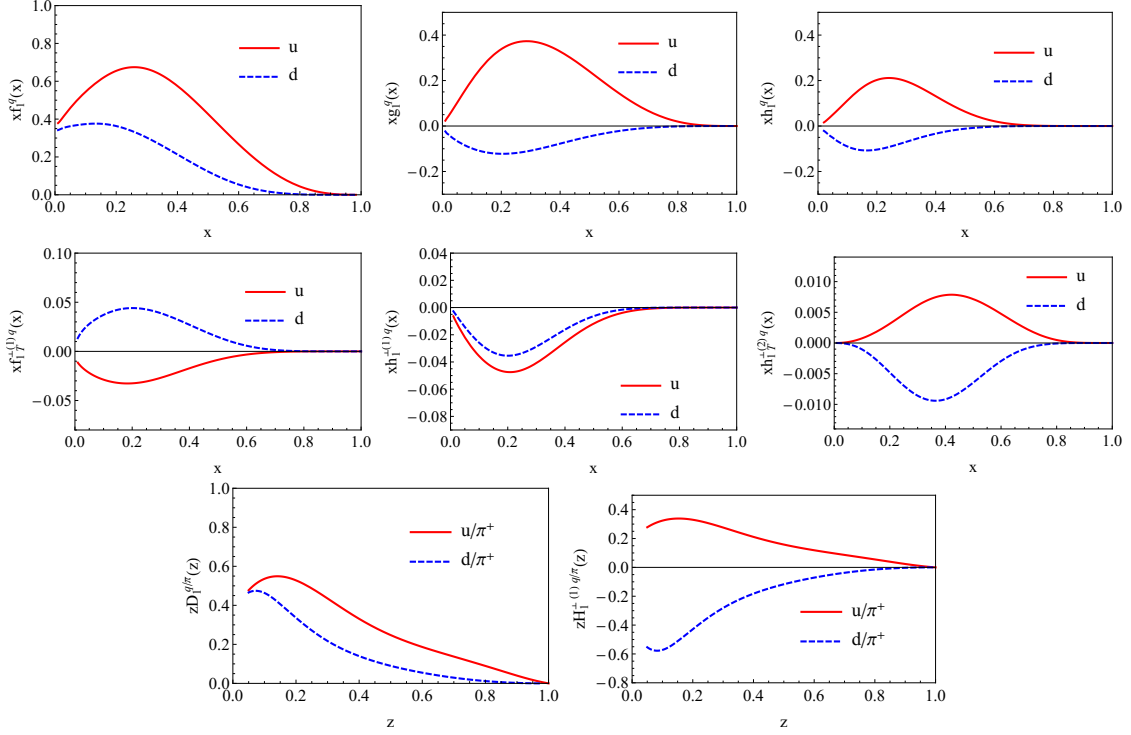 xf₁^q(x)
1.0
0.8
0.6
0.4
0.2
0.0
u
d
0.0 0.2 0.4 0.6 0.8 1.0
x
xg₁^q(x)
0.4
0.2
0.0
−0.2
u
d
0.0 0.2 0.4 0.6 0.8 1.0
x
xh₁^q(x)
0.4
0.2
0.0
−0.2
u
d
0.0 0.2 0.4 0.6 0.8 1.0
x
xf₁T^⊥(1) q(x)
0.10
0.05
0.00
−0.05
u
d
0.0 0.2 0.4 0.6 0.8 1.0
x
xh₁^⊥(1) q(x)
0.04
0.02
0.00
−0.02
−0.04
−0.06
−0.08
u
d
0.0 0.2 0.4 0.6 0.8 1.0
x
xh₁T^⊥(2) q(x)
0.010
0.005
0.000
−0.005
−0.010
u
d
0.0 0.2 0.4 0.6 0.8 1.0
x
zD₁^q/π(z)
1.0
0.8
0.6
0.4
0.2
0.0
u/π⁺
d/π⁺
0.0 0.2 0.4 0.6 0.8 1.0
z
zH₁^⊥(1) q/π(z)
0.4
0.2
0.0
−0.2
−0.4
−0.6
−0.8
u/π⁺
d/π⁺
0.0 0.2 0.4 0.6 0.8 1.0
z